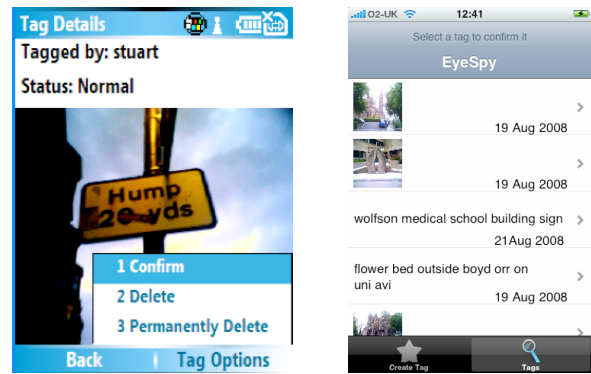 Tag Details
Tagged by: stuart
Status: Normal
Hump
20 yds
1 Confirm
2 Delete
3 Permanently Delete
Back
Tag Options
O2-UK
12:41
Select a tag to confirm it
EyeSpy
19 Aug 2008
19 Aug 2008
wolfson medical school building sign
21Aug 2008
flower bed outside boyd orr on
uni avi
19 Aug 2008
Create Tag
Tags